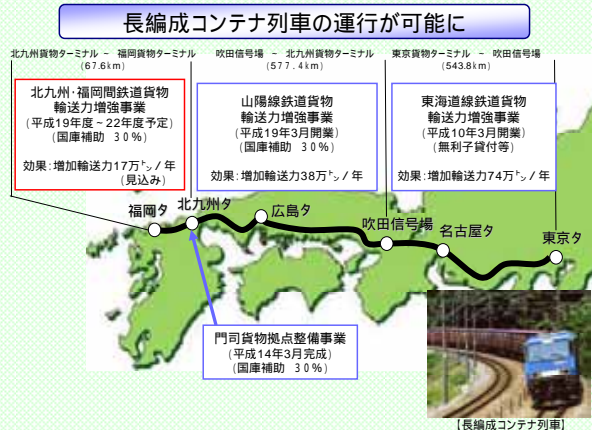 長編成コンテナ列車の運行が可能に
北九州貨物ターミナル － 福岡貨物ターミナル
(67.6km)
吹田信号場 － 北九州貨物ターミナル
(577.4km)
東京貨物ターミナル － 吹田信号場
(543.8km)
北九州・福岡間鉄道貨物
輸送力増強事業
(平成19年度～22年度予定)
(国庫補助 30%)
効果:増加輸送力17万㌧/年
(見込み)
山陽線鉄道貨物
輸送力増強事業
(平成19年3月開業)
(国庫補助 30%)
効果:増加輸送力38万㌧/年
東海道線鉄道貨物
輸送力増強事業
(平成10年3月開業)
(無利子貸付等)
効果:増加輸送力74万㌧/年
福岡タ
北九州タ
広島タ
吹田信号場
名古屋タ
東京タ
門司貨物拠点整備事業
(平成14年3月完成)
(国庫補助 30%)
【長編成コンテナ列車】